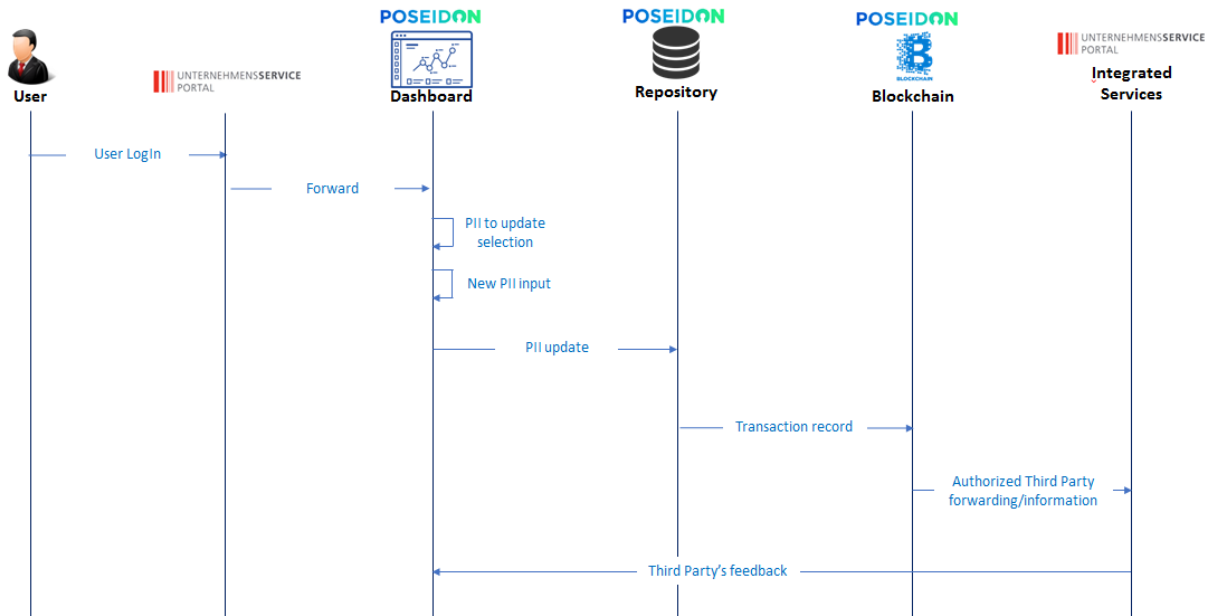 POSEIDON
POSEIDON
POSEIDON
UNTERNEHMENSSERVICE
PORTAL
User
UNTERNEHMENSSERVICE
PORTAL
Dashboard
Repository
BLOCKCHAIN
Blockchain
Integrated
Services
User LogIn
Forward
PII to update
selection
New PII input
PII update
Transaction record
Authorized Third Party
forwarding/information
Third Party's feedback